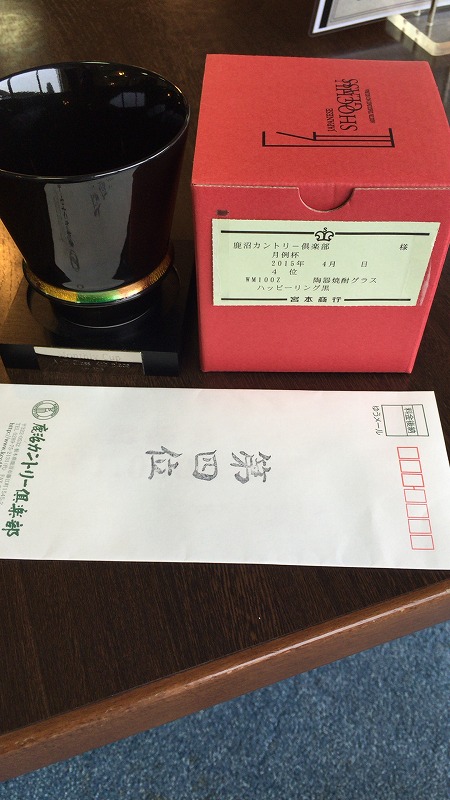 JAPANESE
SHOCHU
GLASS
鹿沼カントリー倶楽部 様
月例杯
2015年 4月 日
4 位
WM100Z 陶器焼酎グラス
ハッピーリング黒
宮本商行
料金後納
ゆうメール
第四位
鹿沼カントリー倶楽部